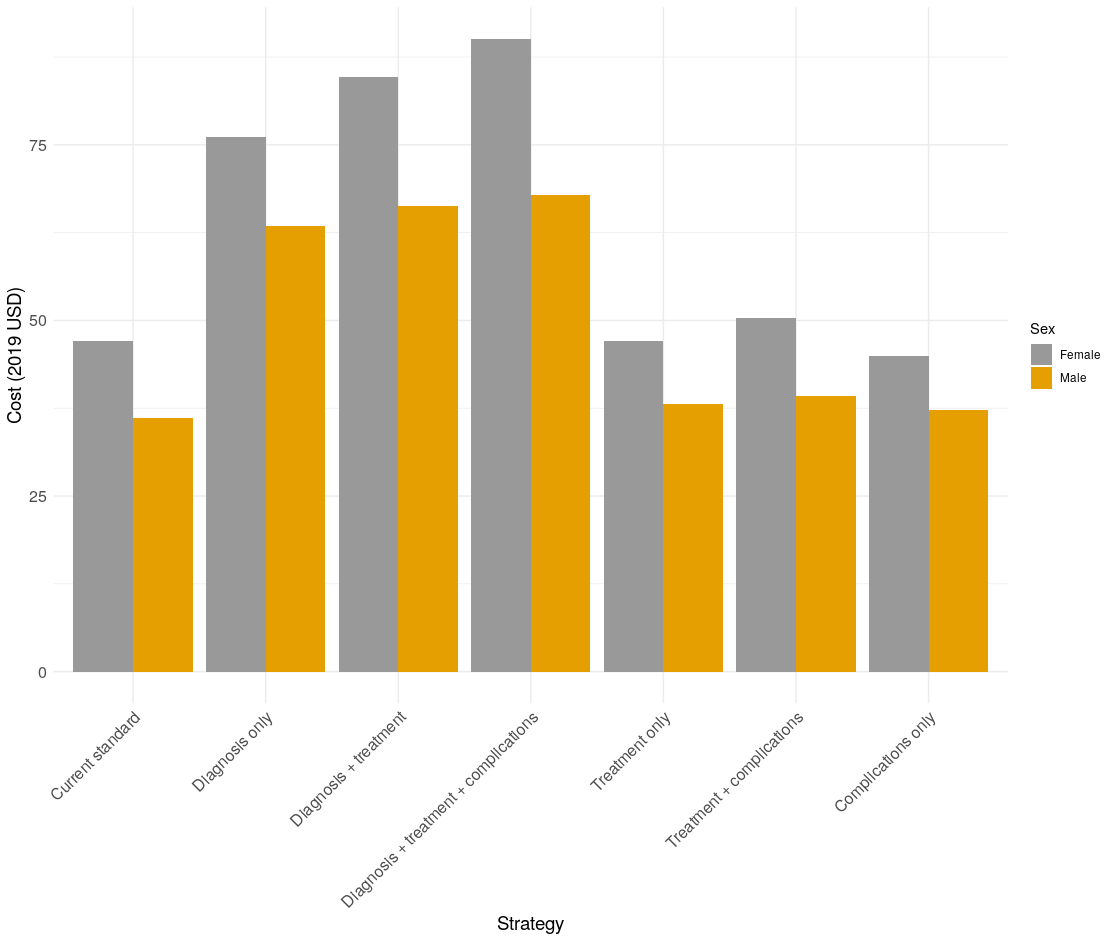 Cost (2019 USD)
75
50
25
0
Current standard
Diagnosis only
Diagnosis + treatment
Diagnosis + treatment + complications
Treatment only
Treatment + complications
Complications only
Strategy
Sex
Female
Male